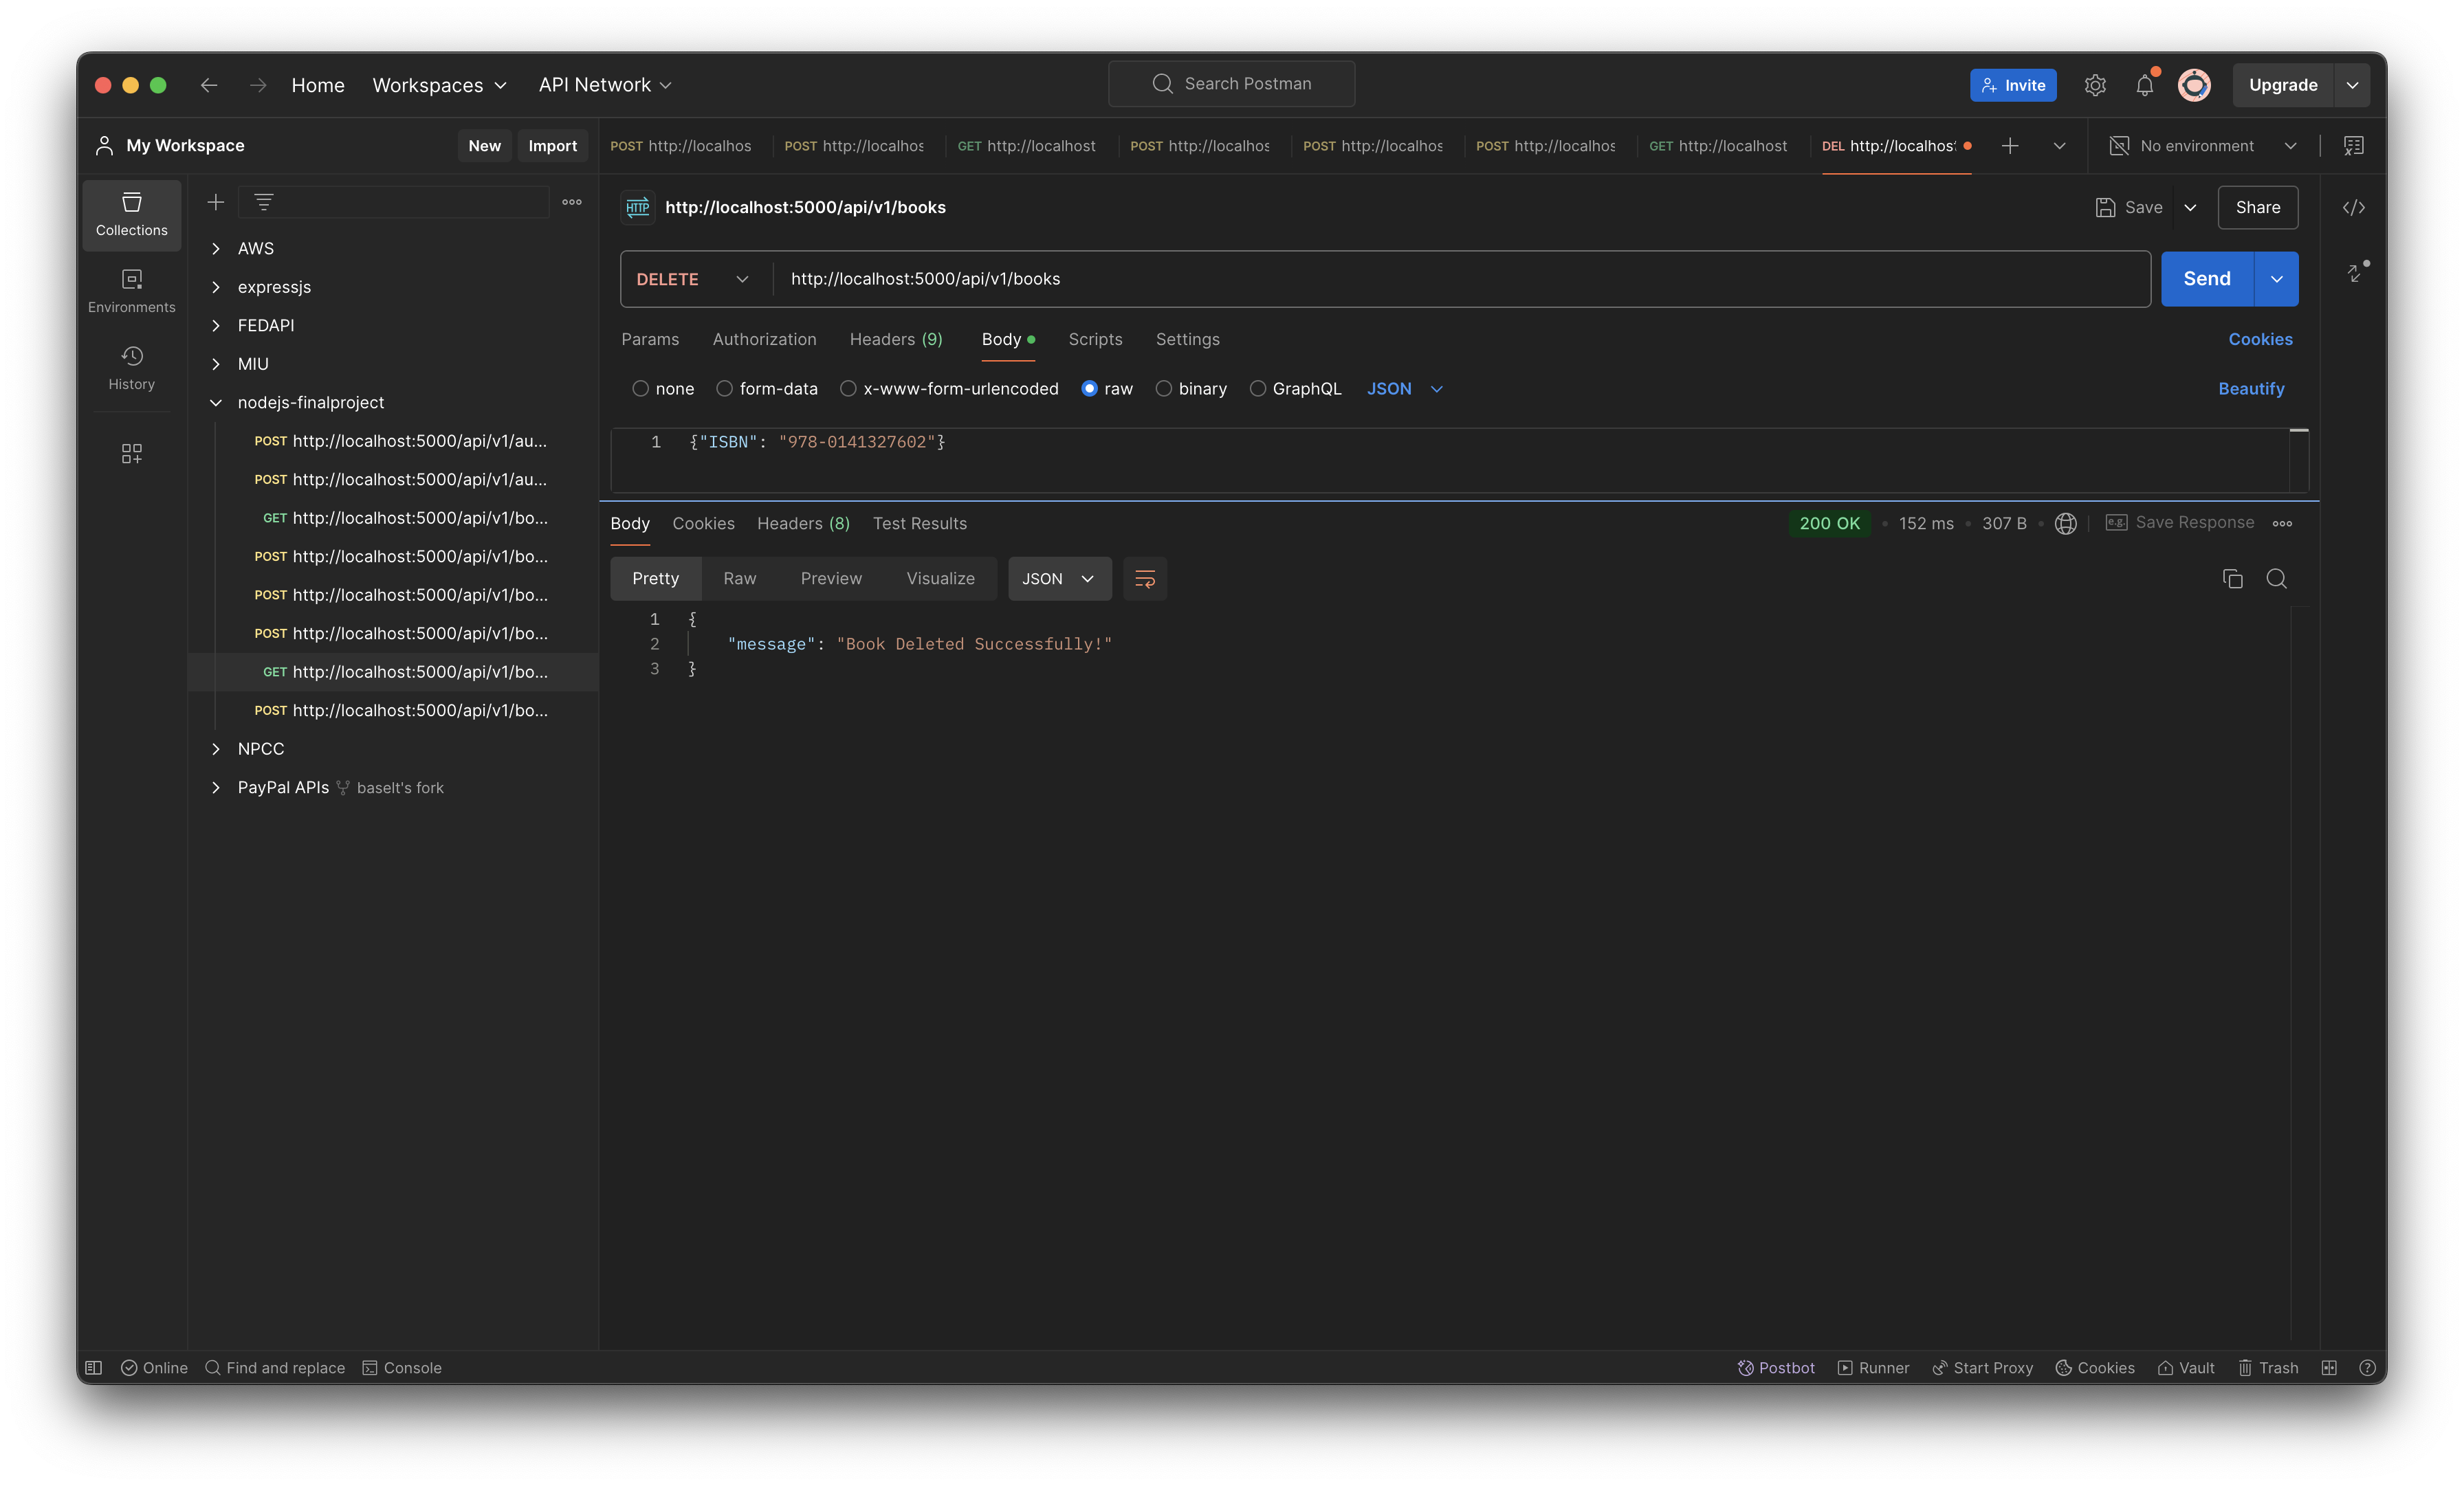 Home Workspaces API Network Search Postman Invite Upgrade
My Workspace New Import POST http://localhos POST http://localhos GET http://localhost POST http://localhos POST http://localhos POST http://localhos GET http://localhost DEL http://localhos No environment
Collections
Environments
History
AWS
expressjs
FEDAPI
MIU
nodejs-finalproject
POST http://localhost:5000/api/v1/au...
POST http://localhost:5000/api/v1/au...
GET http://localhost:5000/api/v1/bo...
POST http://localhost:5000/api/v1/bo...
POST http://localhost:5000/api/v1/bo...
POST http://localhost:5000/api/v1/bo...
GET http://localhost:5000/api/v1/bo...
POST http://localhost:5000/api/v1/bo...
NPCC
PayPal APIs baselt's fork
HTTP http://localhost:5000/api/v1/books Save Share </>
DELETE http://localhost:5000/api/v1/books Send
Params Authorization Headers (9) Body Scripts Settings Cookies
none form-data x-www-form-urlencoded raw binary GraphQL JSON Beautify
1 {"ISBN": "978-0141327602"}
Body Cookies Headers (8) Test Results 200 OK 152 ms 307 B e.g. Save Response
Pretty Raw Preview Visualize JSON
1 {
2 "message": "Book Deleted Successfully!"
3 }
Online Find and replace Console Postbot Runner Start Proxy Cookies Vault Trash